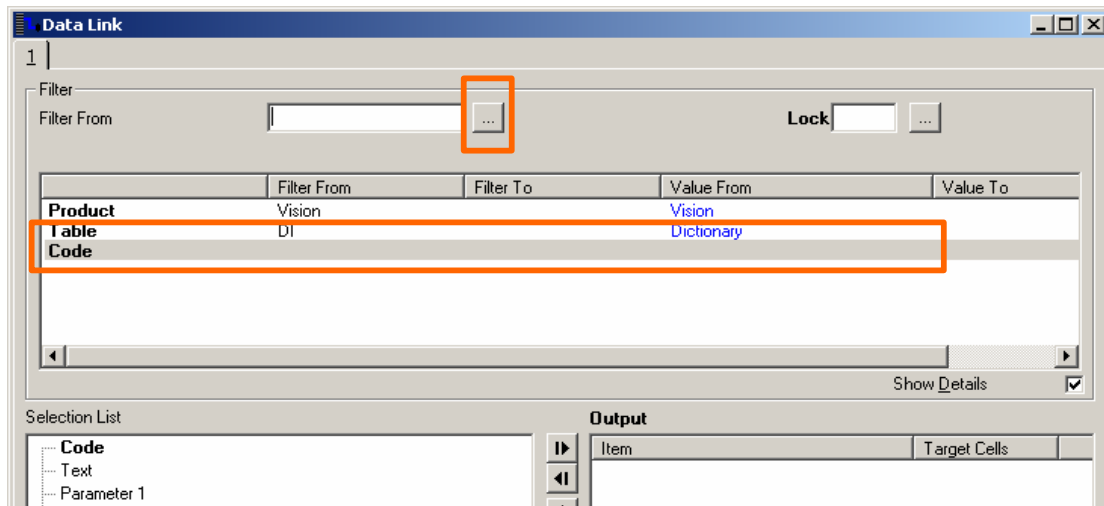 Data Link
1
Filter
Filter From ... Lock ...
Filter From Filter To Value From Value To
Product Vision Vision
Table DI Dictionary
Code
Show Details
Selection List Output
Code Item Target Cells
Text
Parameter 1